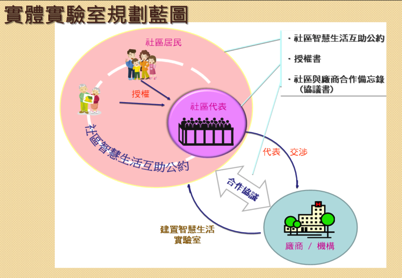 實體實驗室規劃藍圖
社區居民
・社區智慧生活互助公約
・授權書
・社區與廠商合作備忘錄
（協議書）
授權
社區代表
社區智慧生活互助公約
代表 交涉
合作協議
建置智慧生活
實驗室
廠商 / 機構